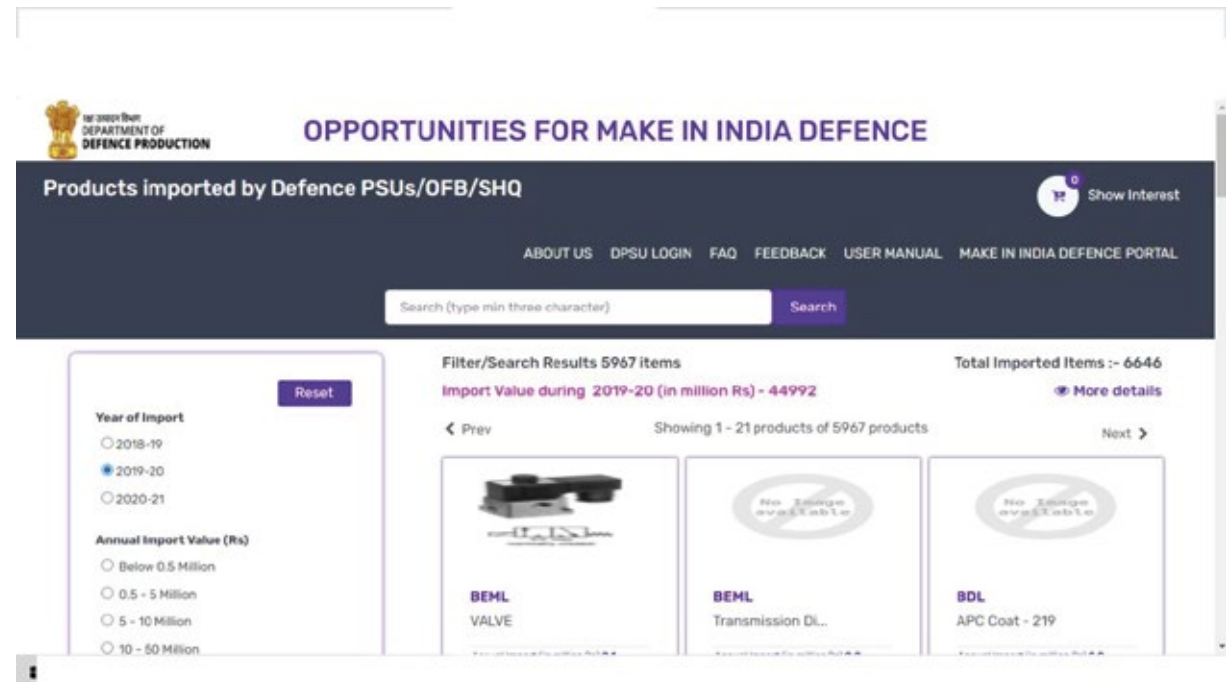 रक्षा उत्पादन विभाग
DEPARTMENT OF
DEFENCE PRODUCTION
OPPORTUNITIES FOR MAKE IN INDIA DEFENCE
Products imported by Defence PSUs/OFB/SHQ
0
Show Interest
ABOUT US DPSU LOGIN FAQ FEEDBACK USER MANUAL MAKE IN INDIA DEFENCE PORTAL
Search (type min three character)
Search
Reset
Year of Import
2018-19
2019-20
2020-21
Annual Import Value (Rs)
Below 0.5 Million
0.5 - 5 Million
5 - 10 Million
10 - 50 Million
Filter/Search Results 5967 items
Total Imported Items :- 6646
Import Value during 2019-20 (in million Rs) - 44992
More details
Prev
Showing 1 - 21 products of 5967 products
Next
BEML
VALVE
No Image
available
BEML
Transmission Di...
No Image
available
BDL
APC Coat - 219